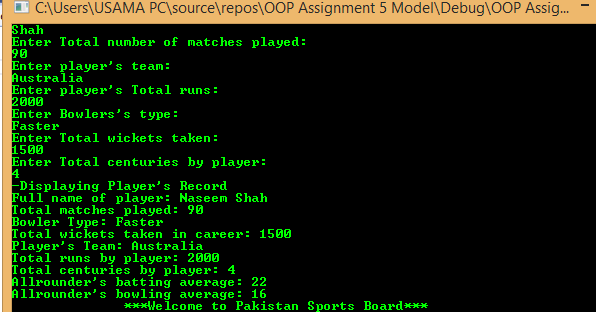 C:\Users\USAMA PC\source\repos\OOP Assignment 5 Model\Debug\OOP Assig...
Shah
Enter Total number of matches played:
90
Enter player's team:
Australia
Enter player's Total runs:
2000
Enter Bowlers's type:
Faster
Enter Total wickets taken:
1500
Enter Total centuries by player:
4
-Displaying Player's Record
Full name of player: Naseem Shah
Total matches played: 90
Bowler Type: Faster
Total wickets taken in career: 1500
Player's Team: Australia
Total runs by player: 2000
Total centuries by player: 4
Allrounder's batting average: 22
Allrounder's bowling average: 16
***Welcome to Pakistan Sports Board***